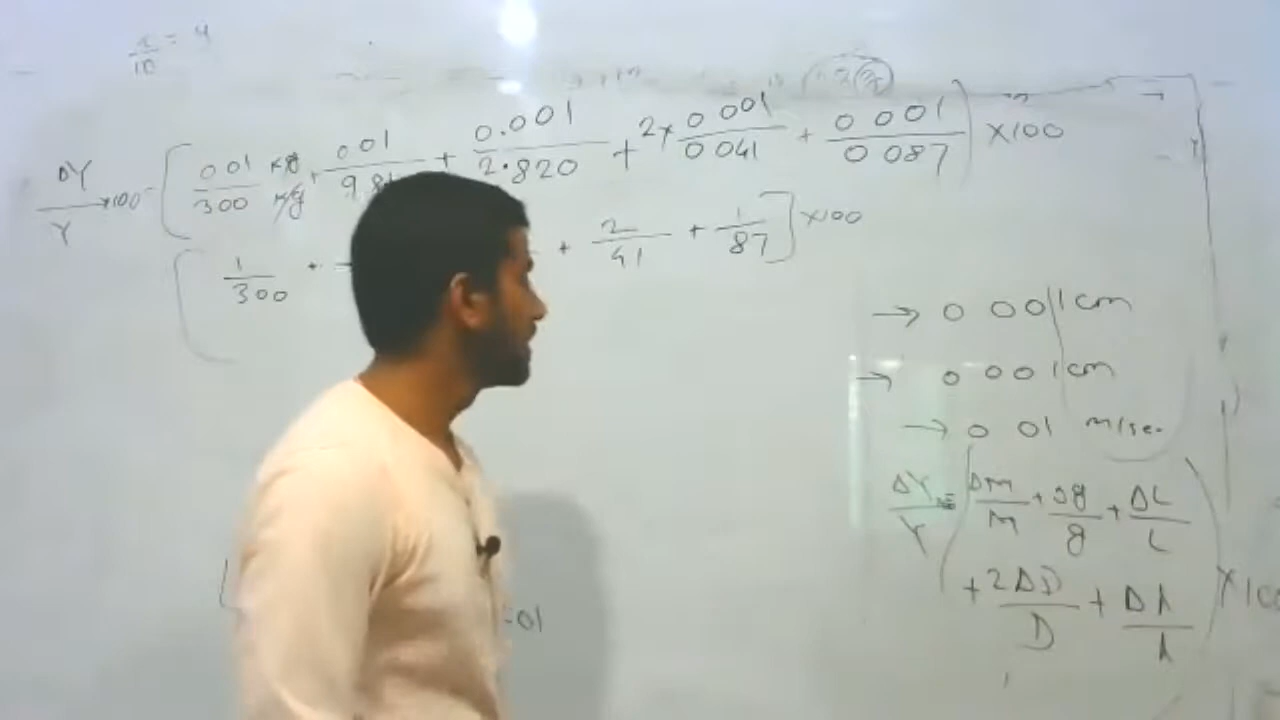 ΔY/Y ×100 = [ 0.01 kg/300 kg + 0.01/9.81 + 0.001/2.820 + 2× 0.001/0.041 + 0.001/0.087 ] ×100
[ 1/300 + + 2/41 + 1/87 ] ×100
→ 0.001 cm
→ 0.001 cm
→ 0.01 m/sec
ΔY/Y = ( ΔM/M + Δg/g + ΔL/L
+ 2ΔD/D + Δλ/λ ) ×100